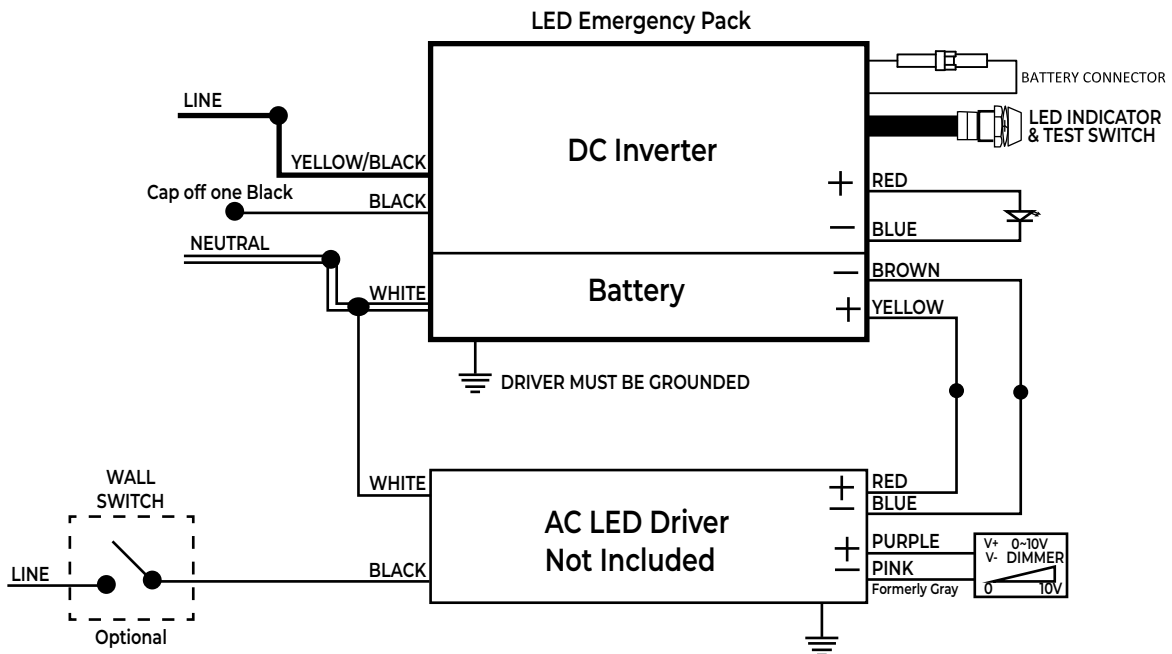 LED Emergency Pack
LINE
YELLOW/BLACK
Cap off one Black
BLACK
NEUTRAL
WHITE
DC Inverter
Battery
BATTERY CONNECTOR
LED INDICATOR
& TEST SWITCH
+
RED
−
BLUE
−
BROWN
+
YELLOW
DRIVER MUST BE GROUNDED
WALL
SWITCH
LINE
Optional
WHITE
BLACK
AC LED Driver
Not Included
+
RED
−
BLUE
+
PURPLE
−
PINK
Formerly Gray
V+ 0~10V
V- DIMMER
0 10V